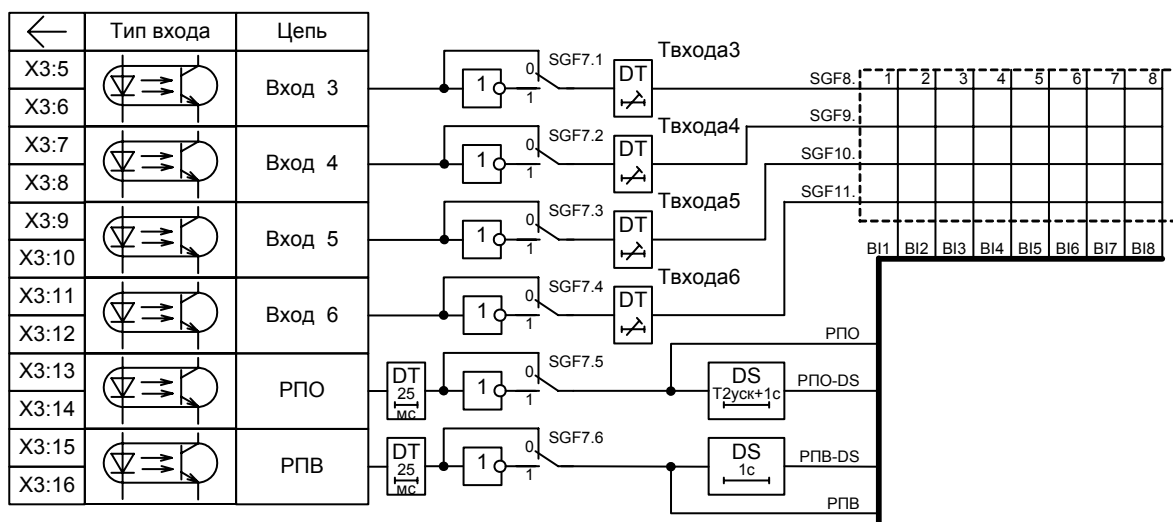 Тип входа Цепь
X3:5
X3:6
Вход 3
1
0
1
SGF7.1
DT
Tвхода3
SGF8.
1 2 3 4 5 6 7 8
X3:7
X3:8
Вход 4
1
0
1
SGF7.2
DT
Tвхода4
SGF9.
X3:9
X3:10
Вход 5
1
0
1
SGF7.3
DT
Tвхода5
SGF10.
X3:11
X3:12
Вход 6
1
0
1
SGF7.4
DT
Tвхода6
SGF11.
BI1 BI2 BI3 BI4 BI5 BI6 BI7 BI8
X3:13
X3:14
РПО
DT
25
мс
1
0
1
SGF7.5
РПО
DS
T2уск+1с
РПО-DS
X3:15
X3:16
РПВ
DT
25
мс
1
0
1
SGF7.6
DS
1с
РПВ-DS
РПВ